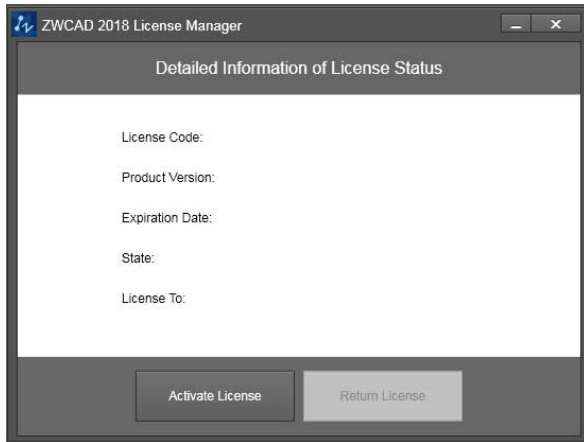 ZWCAD 2018 License Manager
Detailed Information of License Status
License Code:
Product Version:
Expiration Date:
State:
License To:
Activate License
Return License